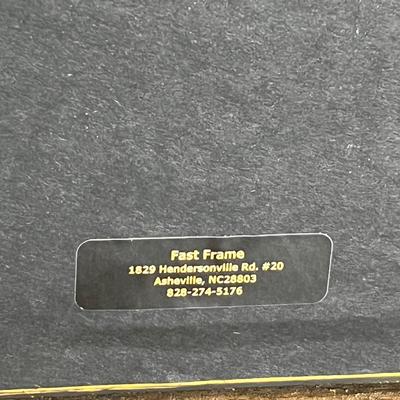 Fast Frame
1829 Hendersonville Rd. #20
Asheville, NC28803
828-274-5176